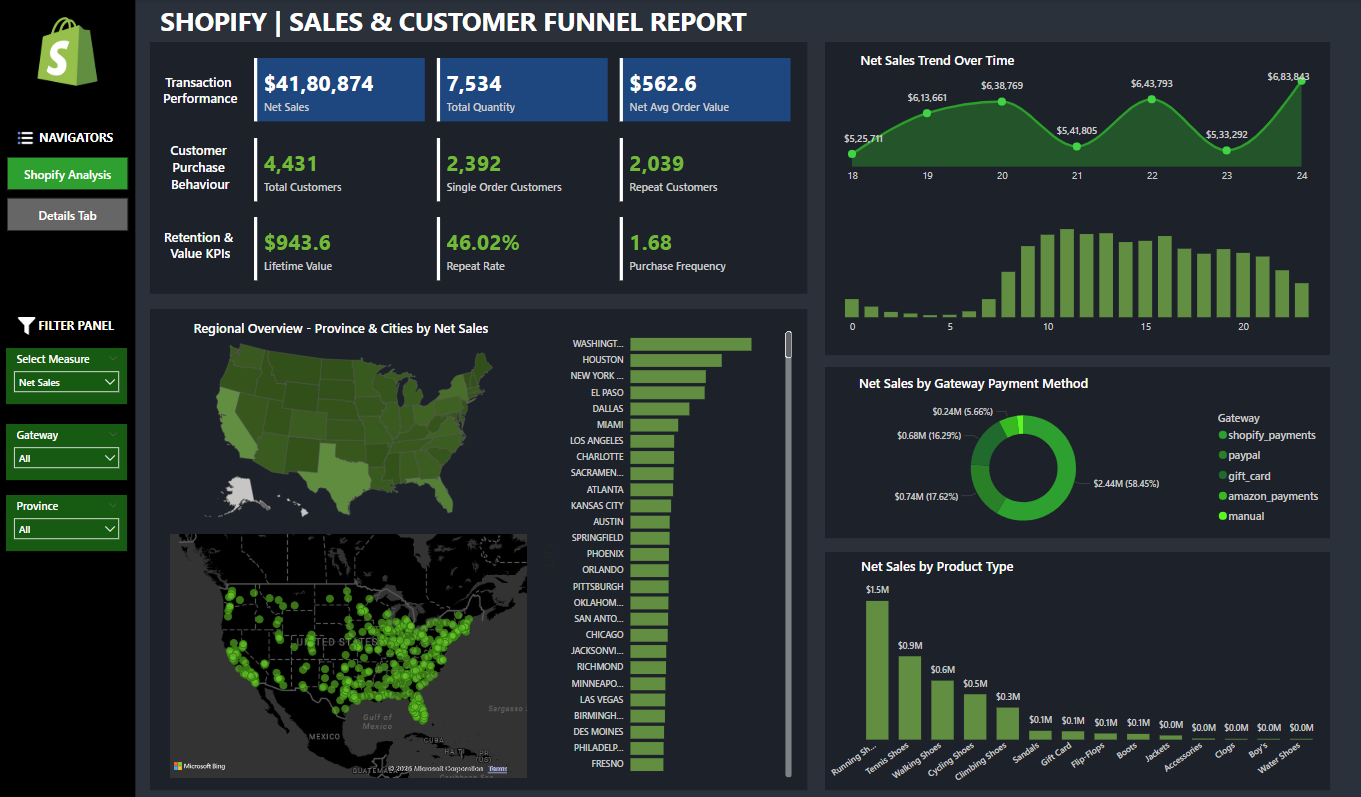 SHOPIFY | SALES & CUSTOMER FUNNEL REPORT
S
NAVIGATORS
Shopify Analysis
Details Tab
FILTER PANEL
Select Measure
Net Sales
Gateway
All
Province
All
Transaction
Performance
$41,80,874
Net Sales
7,534
Total Quantity
$562.6
Net Avg Order Value
Customer
Purchase
Behaviour
4,431
Total Customers
2,392
Single Order Customers
2,039
Repeat Customers
Retention &
Value KPIs
$943.6
Lifetime Value
46.02%
Repeat Rate
1.68
Purchase Frequency
Regional Overview - Province & Cities by Net Sales
WASHINGT...
HOUSTON
NEW YORK ...
EL PASO
DALLAS
MIAMI
LOS ANGELES
CHARLOTTE
SACRAMEN...
ATLANTA
KANSAS CITY
AUSTIN
SPRINGFIELD
PHOENIX
ORLANDO
PITTSBURGH
OKLAHOM...
SAN ANTO...
CHICAGO
JACKSONVI...
RICHMOND
MINNEAPO...
LAS VEGAS
BIRMINGH...
DES MOINES
PHILADELP...
FRESNO
UNITED STATES
Gulf of
Mexico
Sargasso
MEXICO
CUBA
HAITI
PR
(US)
GUATEMA
Caribbean Sea
Microsoft Bing
© 2025 Microsoft Corporation Terms
Net Sales Trend Over Time
$5,25,711
$6,13,661
$6,38,769
$5,41,805
$6,43,793
$5,33,292
$6,83,843
18 19 20 21 22 23 24
0 5 10 15 20
Net Sales by Gateway Payment Method
$0.24M (5.66%)
$0.68M (16.29%)
$0.74M (17.62%)
$2.44M (58.45%)
Gateway
shopify_payments
paypal
gift_card
amazon_payments
manual
Net Sales by Product Type
$1.5M
$0.9M
$0.6M
$0.5M
$0.3M
$0.1M $0.1M $0.1M $0.1M $0.0M $0.0M $0.0M $0.0M $0.0M
Running Sh...
Tennis Shoes
Walking Shoes
Cycling Shoes
Climbing Shoes
Sandals
Gift Card
Flip-Flops
Boots
Jackets
Accessories
Clogs
Boy's
Water Shoes